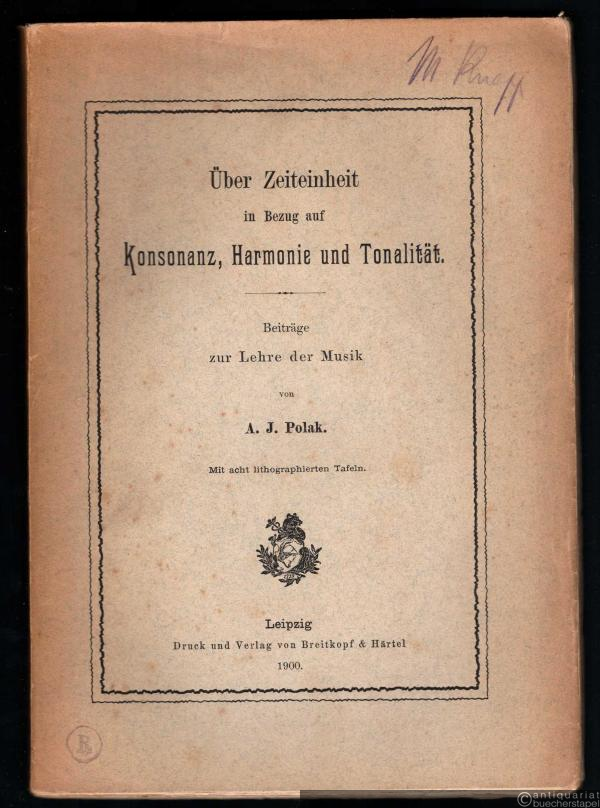 Über Zeiteinheit
in Bezug auf
Konsonanz, Harmonie und Tonalität.
Beiträge
zur Lehre der Musik
von
A. J. Polak.
Mit acht lithographierten Tafeln.
Leipzig
Druck und Verlag von Breitkopf & Härtel
1900.
©antiquariat
buecherstapel